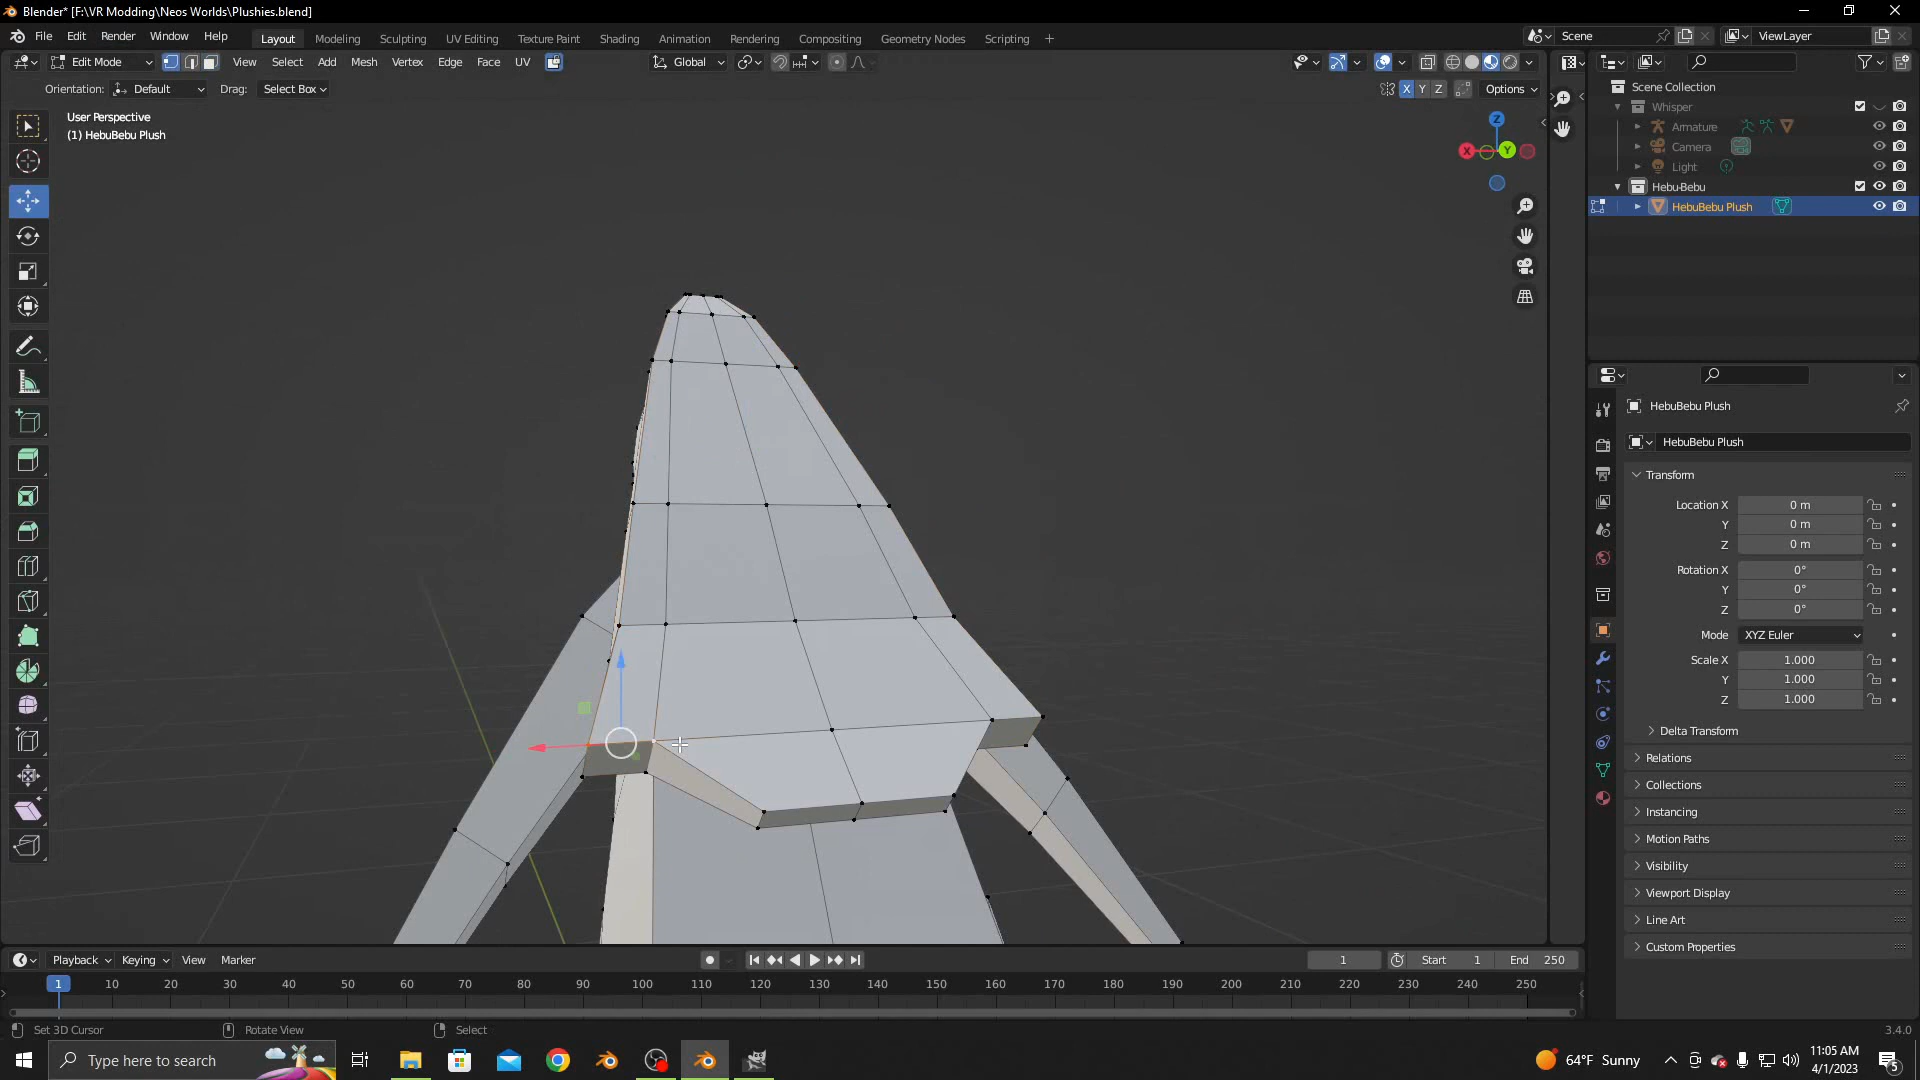 Blender* [F:\VR Modding\Neos Worlds\Plushies.blend]
File Edit Render Window Help Layout Modeling Sculpting UV Editing Texture Paint Shading Animation Rendering Compositing Geometry Nodes Scripting + Scene ViewLayer
Edit Mode View Select Add Mesh Vertex Edge Face UV Global
Orientation: Default Drag: Select Box X Y Z Options
User Perspective
(1) HebuBebu Plush
Z
X Y
Scene Collection
Whisper
Armature
Camera
Light
Hebu-Bebu
HebuBebu Plush
HebuBebu Plush
HebuBebu Plush
Transform
Location X 0 m
Y 0 m
Z 0 m
Rotation X 0°
Y 0°
Z 0°
Mode XYZ Euler
Scale X 1.000
Y 1.000
Z 1.000
Delta Transform
Relations
Collections
Instancing
Motion Paths
Visibility
Viewport Display
Line Art
Custom Properties
Playback Keying View Marker 1 Start 1 End 250
1 10 20 30 40 50 60 70 80 90 100 110 120 130 140 150 160 170 180 190 200 210 220 230 240 250
Set 3D Cursor Rotate View Select 3.4.0
Type here to search 64°F Sunny 11:05 AM
4/1/2023 5